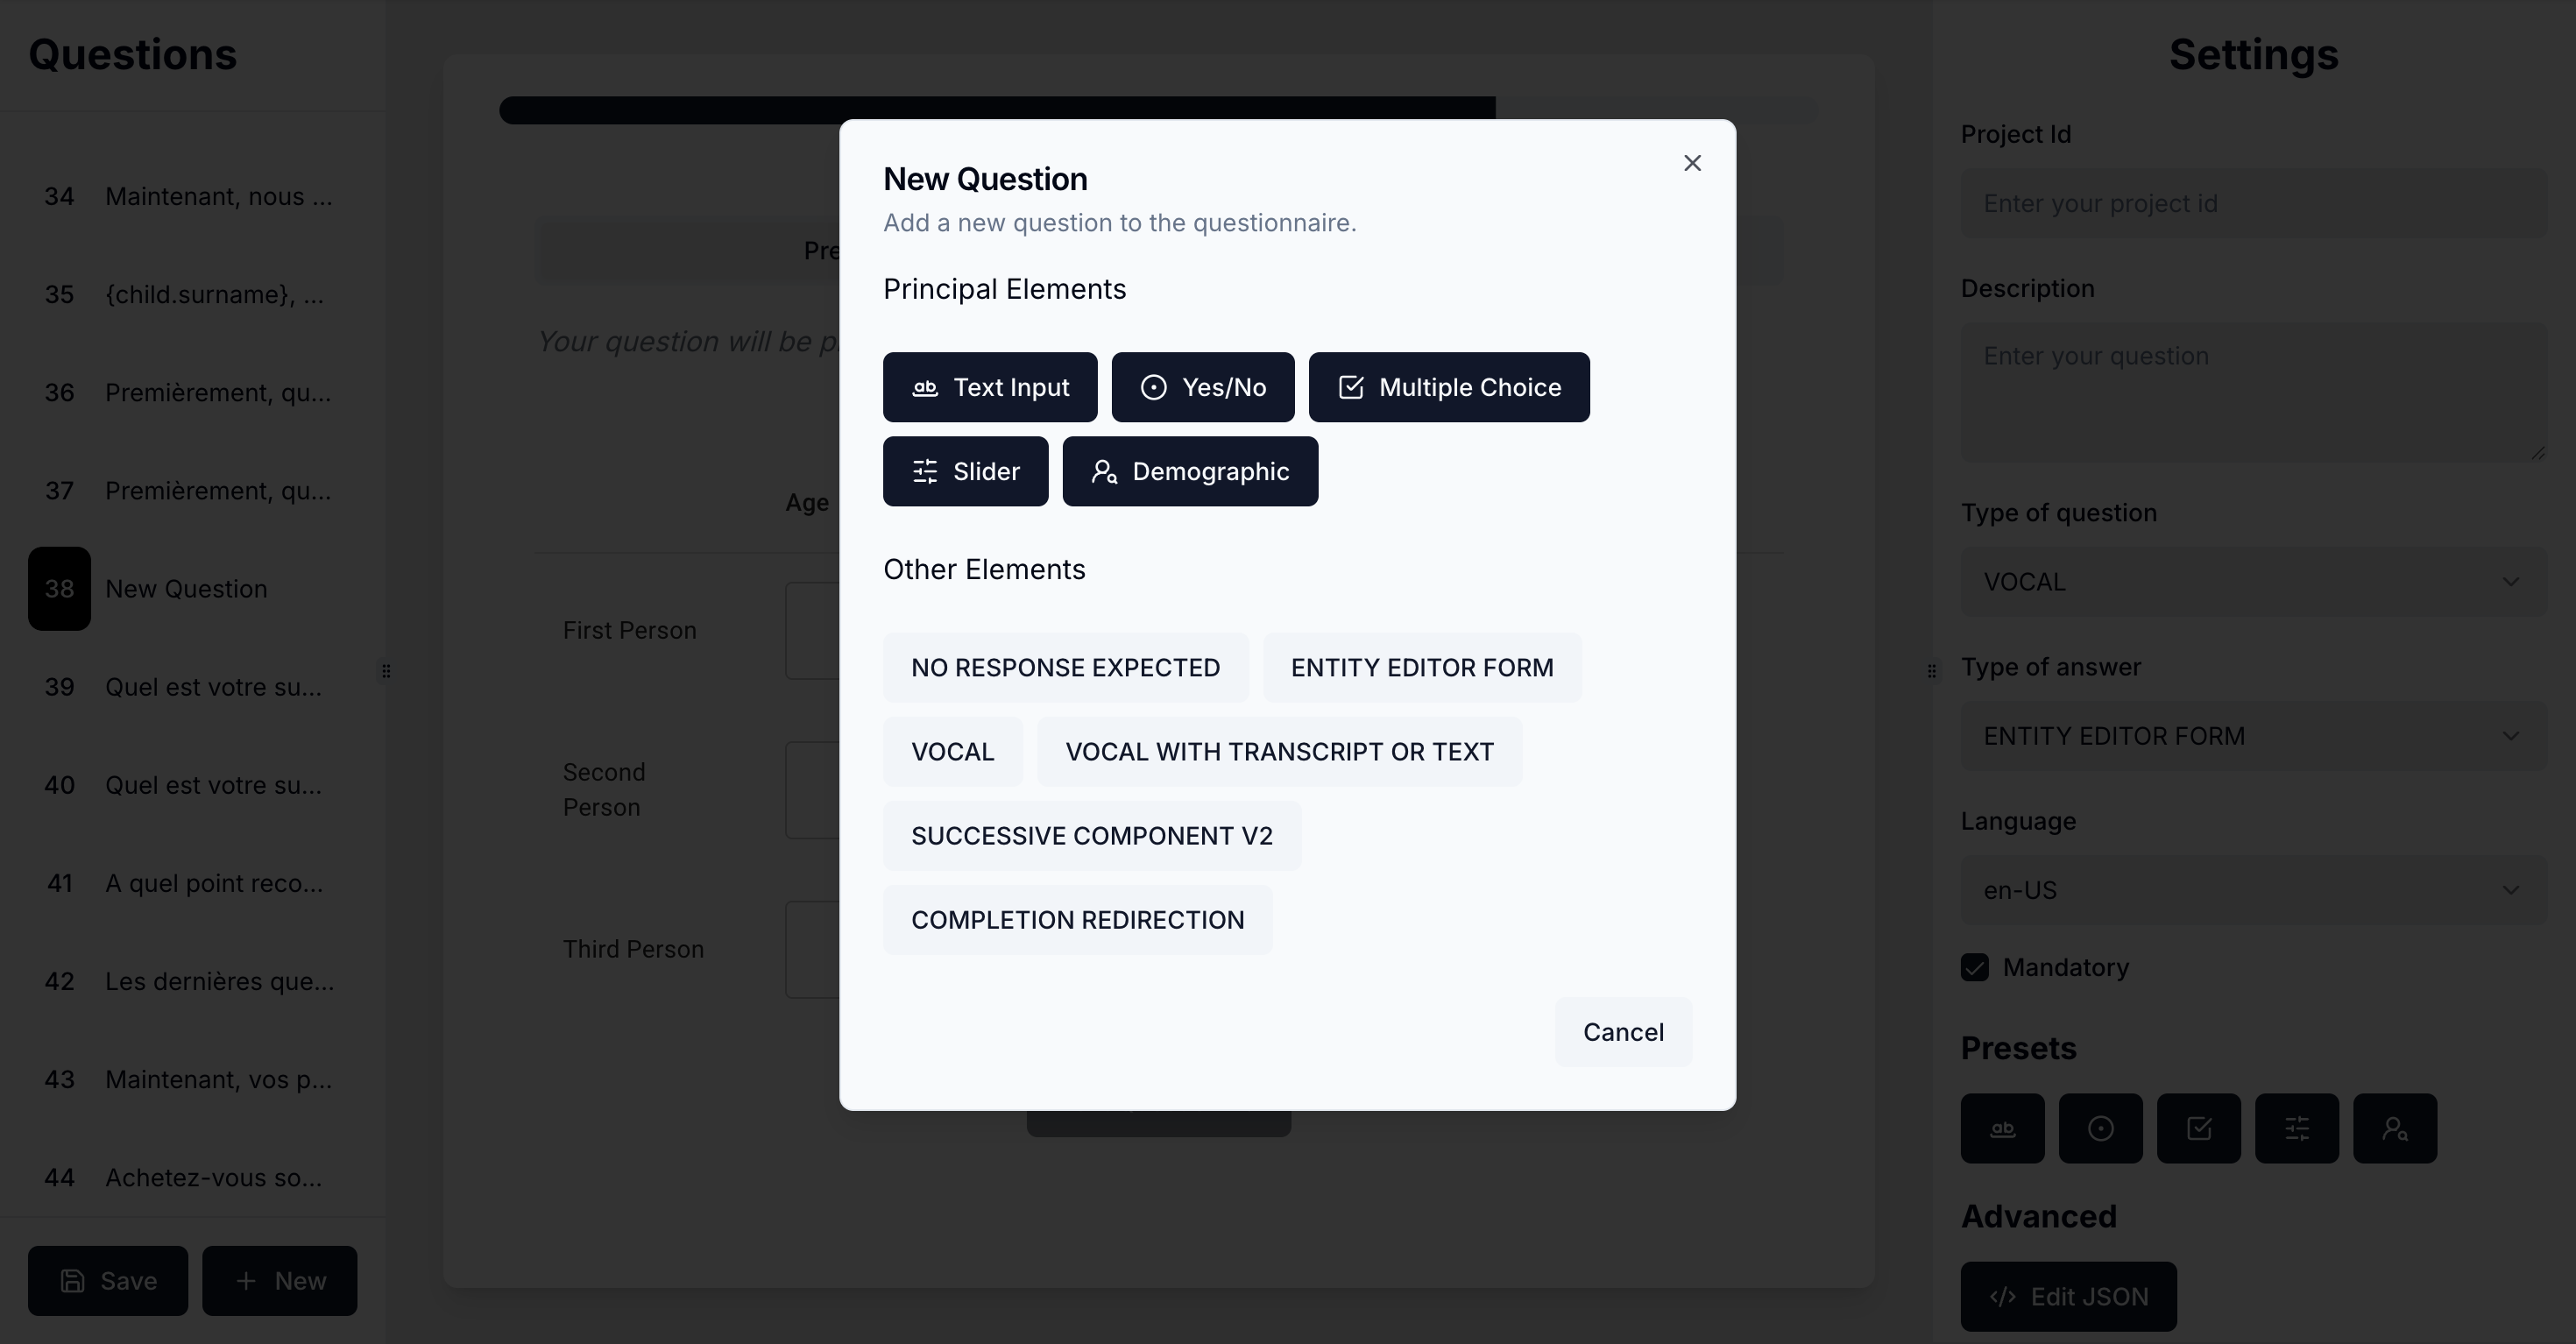 Questions
34 Maintenant, nous ...
35 {child.surname}, ...
36 Premièrement, qu...
37 Premièrement, qu...
38 New Question
39 Quel est votre su...
40 Quel est votre su...
41 A quel point reco...
42 Les dernières que...
43 Maintenant, vos p...
44 Achetez-vous so...
Save
New
Your question will be
Age
First Person
Second
Person
Third Person
New Question
Add a new question to the questionnaire.
Principal Elements
Text Input
Yes/No
Multiple Choice
Slider
Demographic
Other Elements
NO RESPONSE EXPECTED
ENTITY EDITOR FORM
VOCAL
VOCAL WITH TRANSCRIPT OR TEXT
SUCCESSIVE COMPONENT V2
COMPLETION REDIRECTION
Cancel
Settings
Project Id
Enter your project id
Description
Enter your question
Type of question
VOCAL
Type of answer
ENTITY EDITOR FORM
Language
en-US
Mandatory
Presets
ab
Advanced
</> Edit JSON